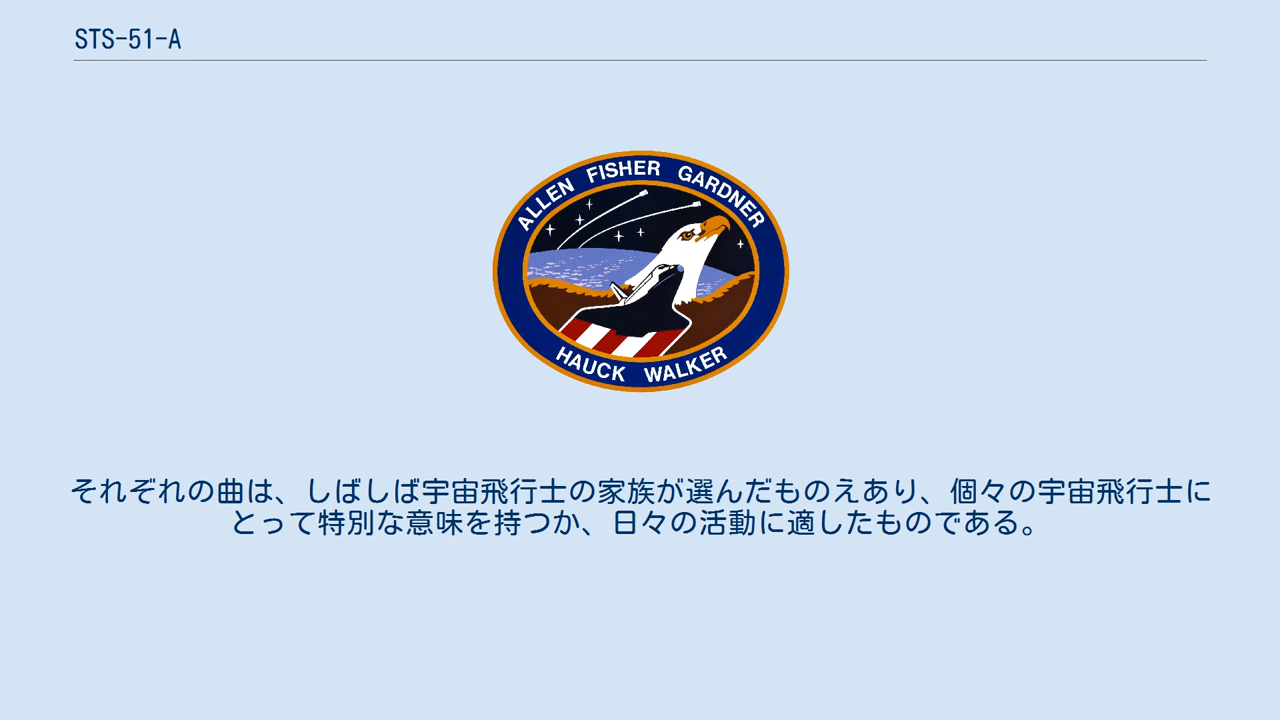 STS-51-A
ALLEN FISHER GARDNER
HAUCK WALKER
それぞれの曲は、しばしば宇宙飛行士の家族が選んだものえあり、個々の宇宙飛行士に
とって特別な意味を持つか、日々の活動に適したものである。